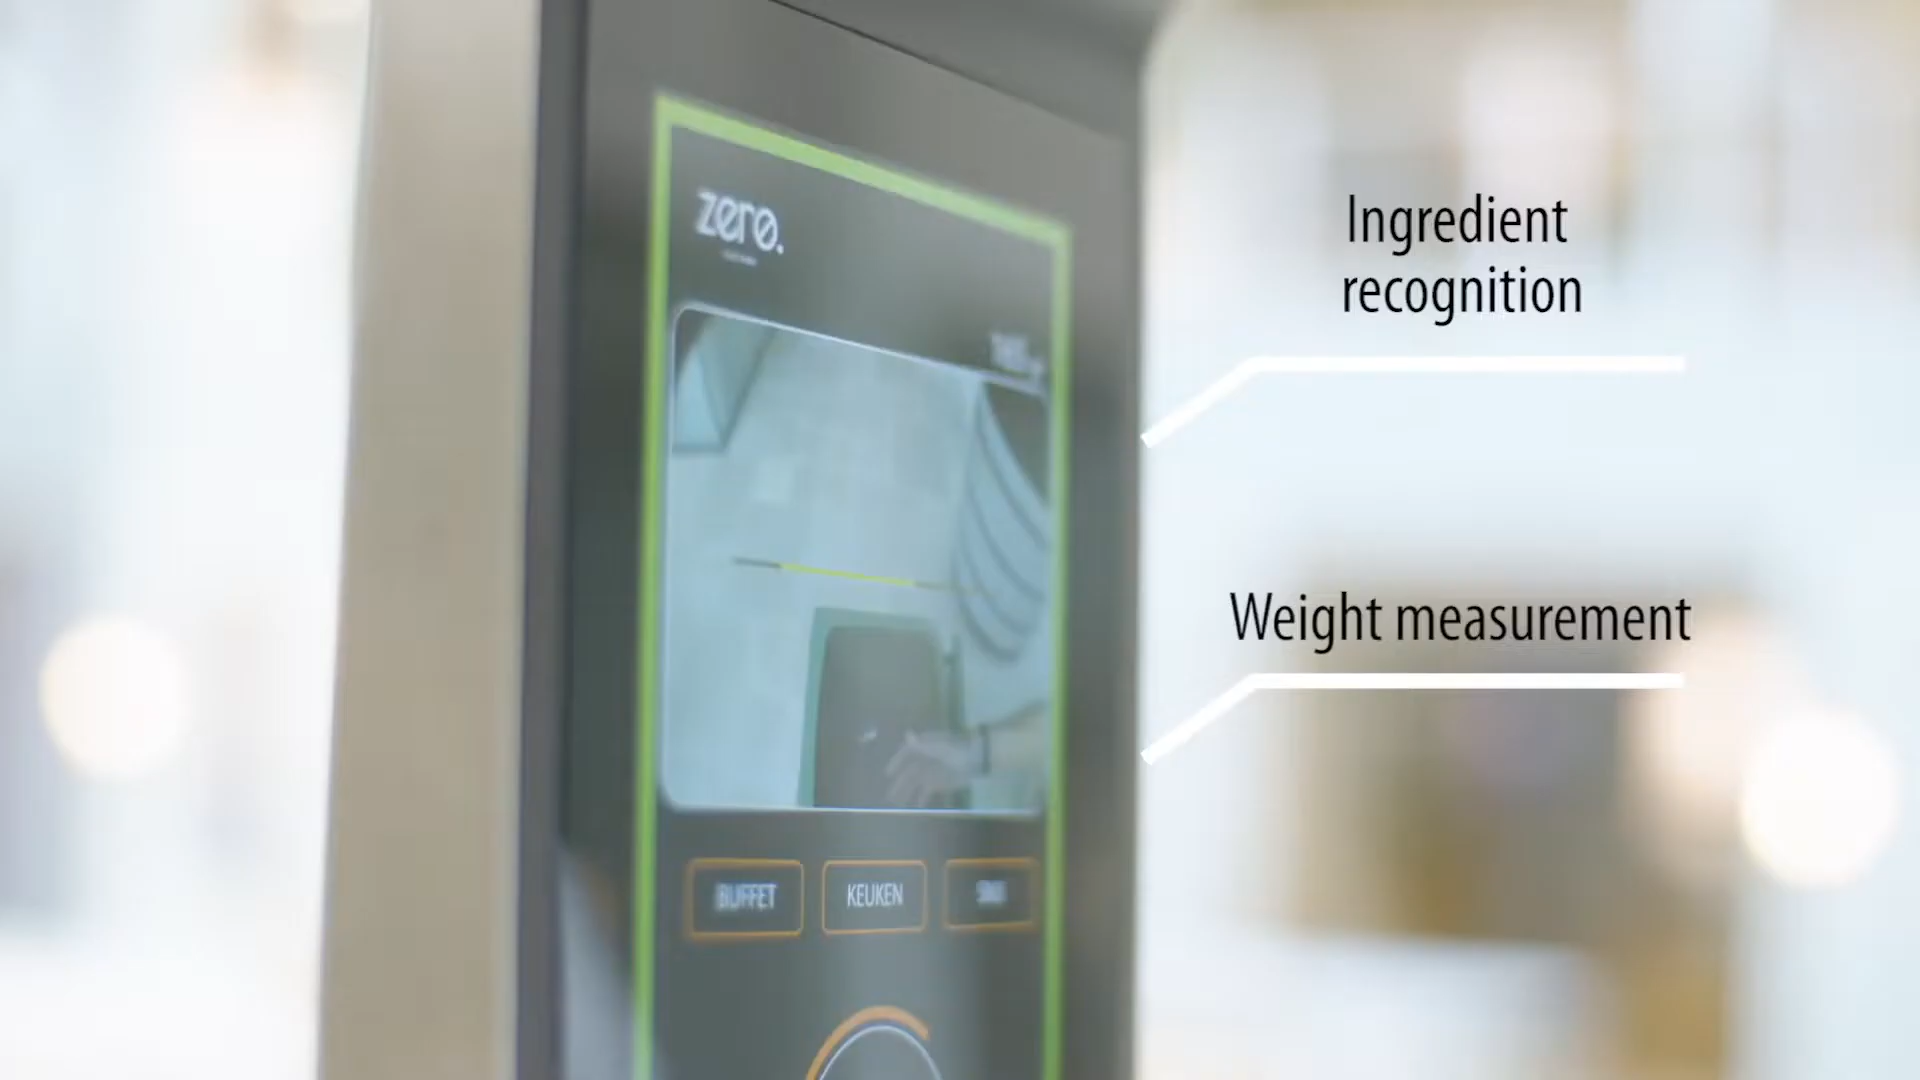 zerø.
Ingredient
recognition
Weight measurement
BUFFET
KEUKEN